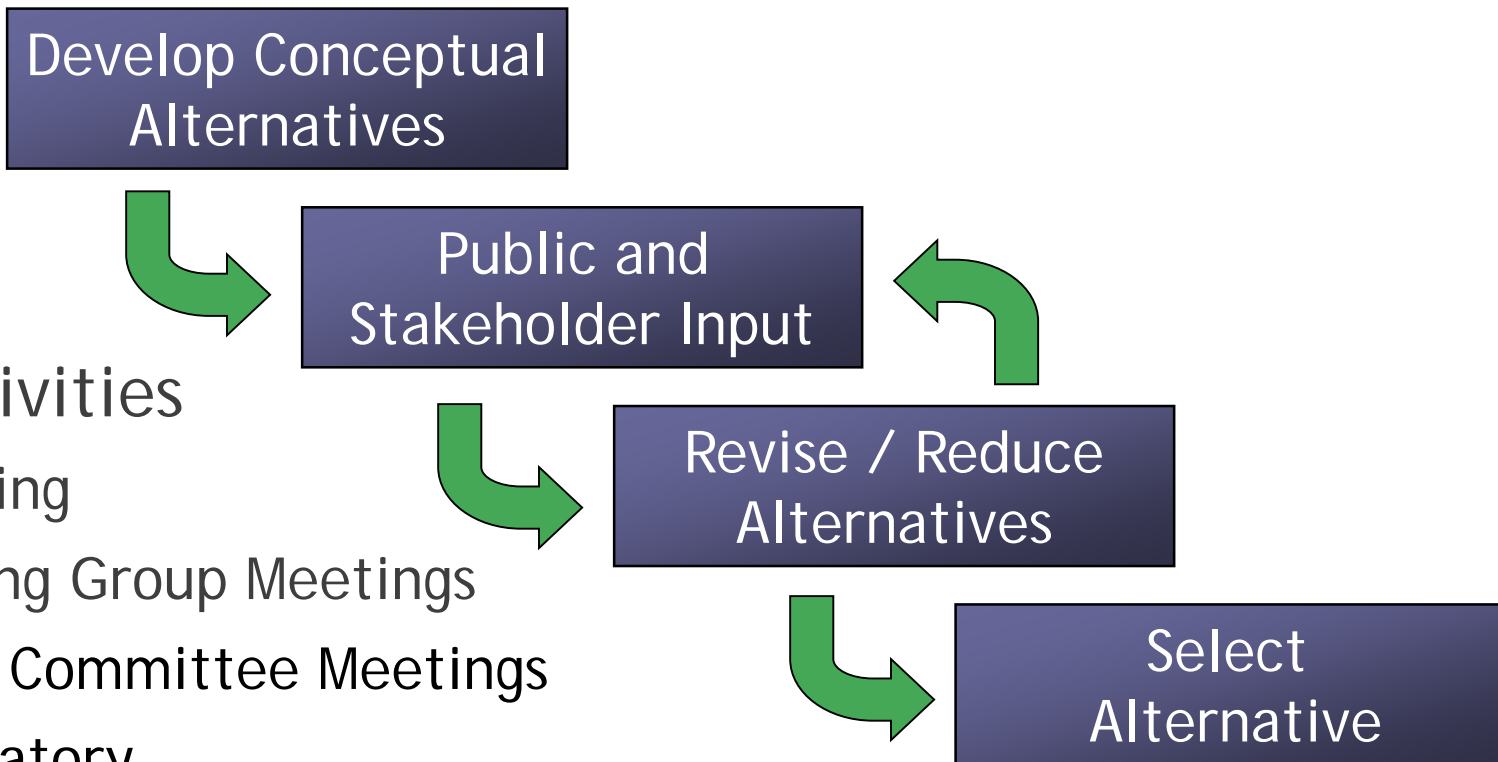 Develop Conceptual
Alternatives
Public and
Stakeholder Input
Revise / Reduce
Alternatives
Select
Alternative
ivities
ing
ng Group Meetings
Committee Meetings
atory